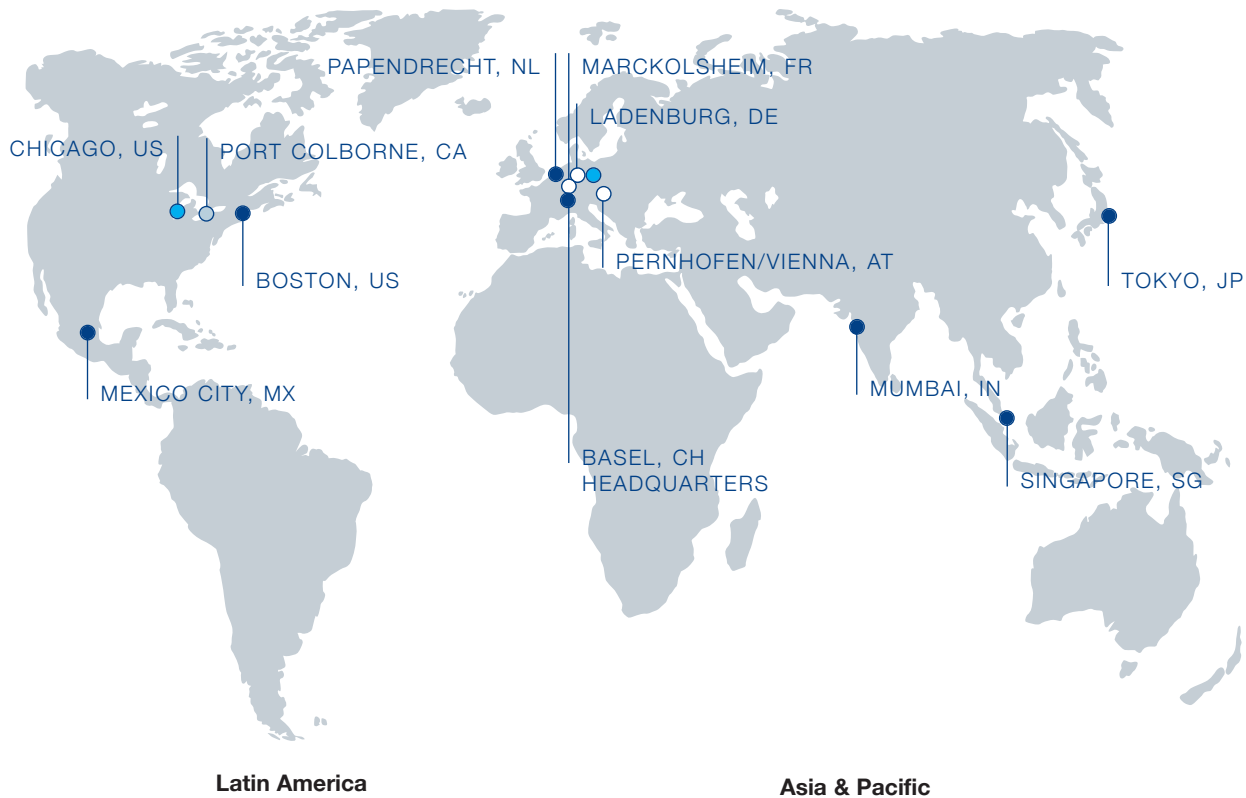 PAPENDRECHT, NL
MARCKOLSHEIM, FR
LADENBURG, DE
CHICAGO, US
PORT COLBORNE, CA
PERNHOFEN/VIENNA, AT
BOSTON, US
TOKYO, JP
MEXICO CITY, MX
MUMBAI, IN
BASEL, CH
HEADQUARTERS
SINGAPORE, SG
Latin America
Asia & Pacific